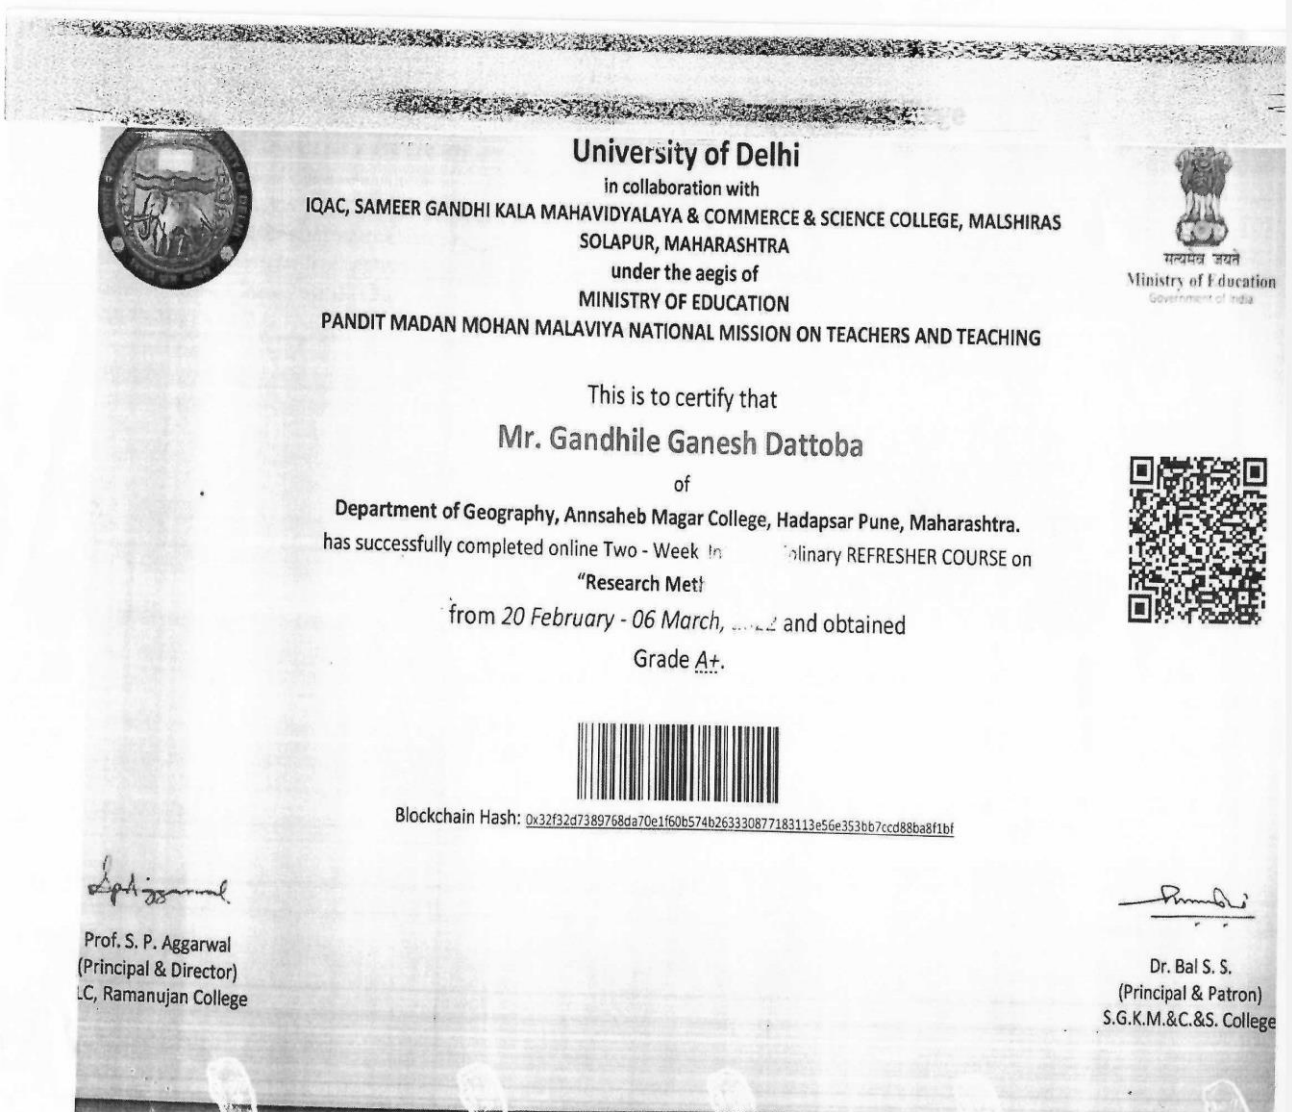 University of Delhi
in collaboration with
IQAC, SAMEER GANDHI KALA MAHAVIDYALAYA & COMMERCE & SCIENCE COLLEGE, MALSHIRAS
SOLAPUR, MAHARASHTRA
under the aegis of
MINISTRY OF EDUCATION
PANDIT MADAN MOHAN MALAVIYA NATIONAL MISSION ON TEACHERS AND TEACHING
सत्यमेव जयते
Ministry of Education
Government of India
This is to certify that
Mr. Gandhile Ganesh Dattoba
of
Department of Geography, Annsaheb Magar College, Hadapsar Pune, Maharashtra.
has successfully completed online Two - Week REFRESHER COURSE on
"Research
from 20 February - 06 March, and obtained
Grade A+.
Blockchain Hash: 0x32f32d7389768da70e1f60b574b263330877183113e56e353bb7ccd88ba8f1bf
Prof. S. P. Aggarwal
(Principal & Director)
LC, Ramanujan College
Dr. Bal S. S.
(Principal & Patron)
S.G.K.M.&C.&S. College